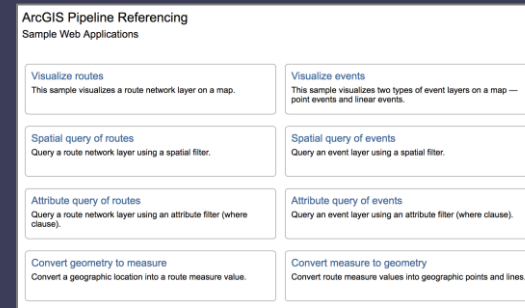 ArcGIS Pipeline Referencing
Sample Web Applications
Visualize routes
This sample visualizes a route network layer on a map.
Visualize events
This sample visualizes two types of event layers on a map —
point events and linear events.
Spatial query of routes
Query a route network layer using a spatial filter.
Spatial query of events
Query an event layer using a spatial filter.
Attribute query of routes
Query a route network layer using an attribute filter (where
clause).
Attribute query of events
Query an event layer using an attribute filter (where clause).
Convert geometry to measure
Convert a geographic location into a route measure value.
Convert measure to geometry
Convert route measure values into geographic points and lines.